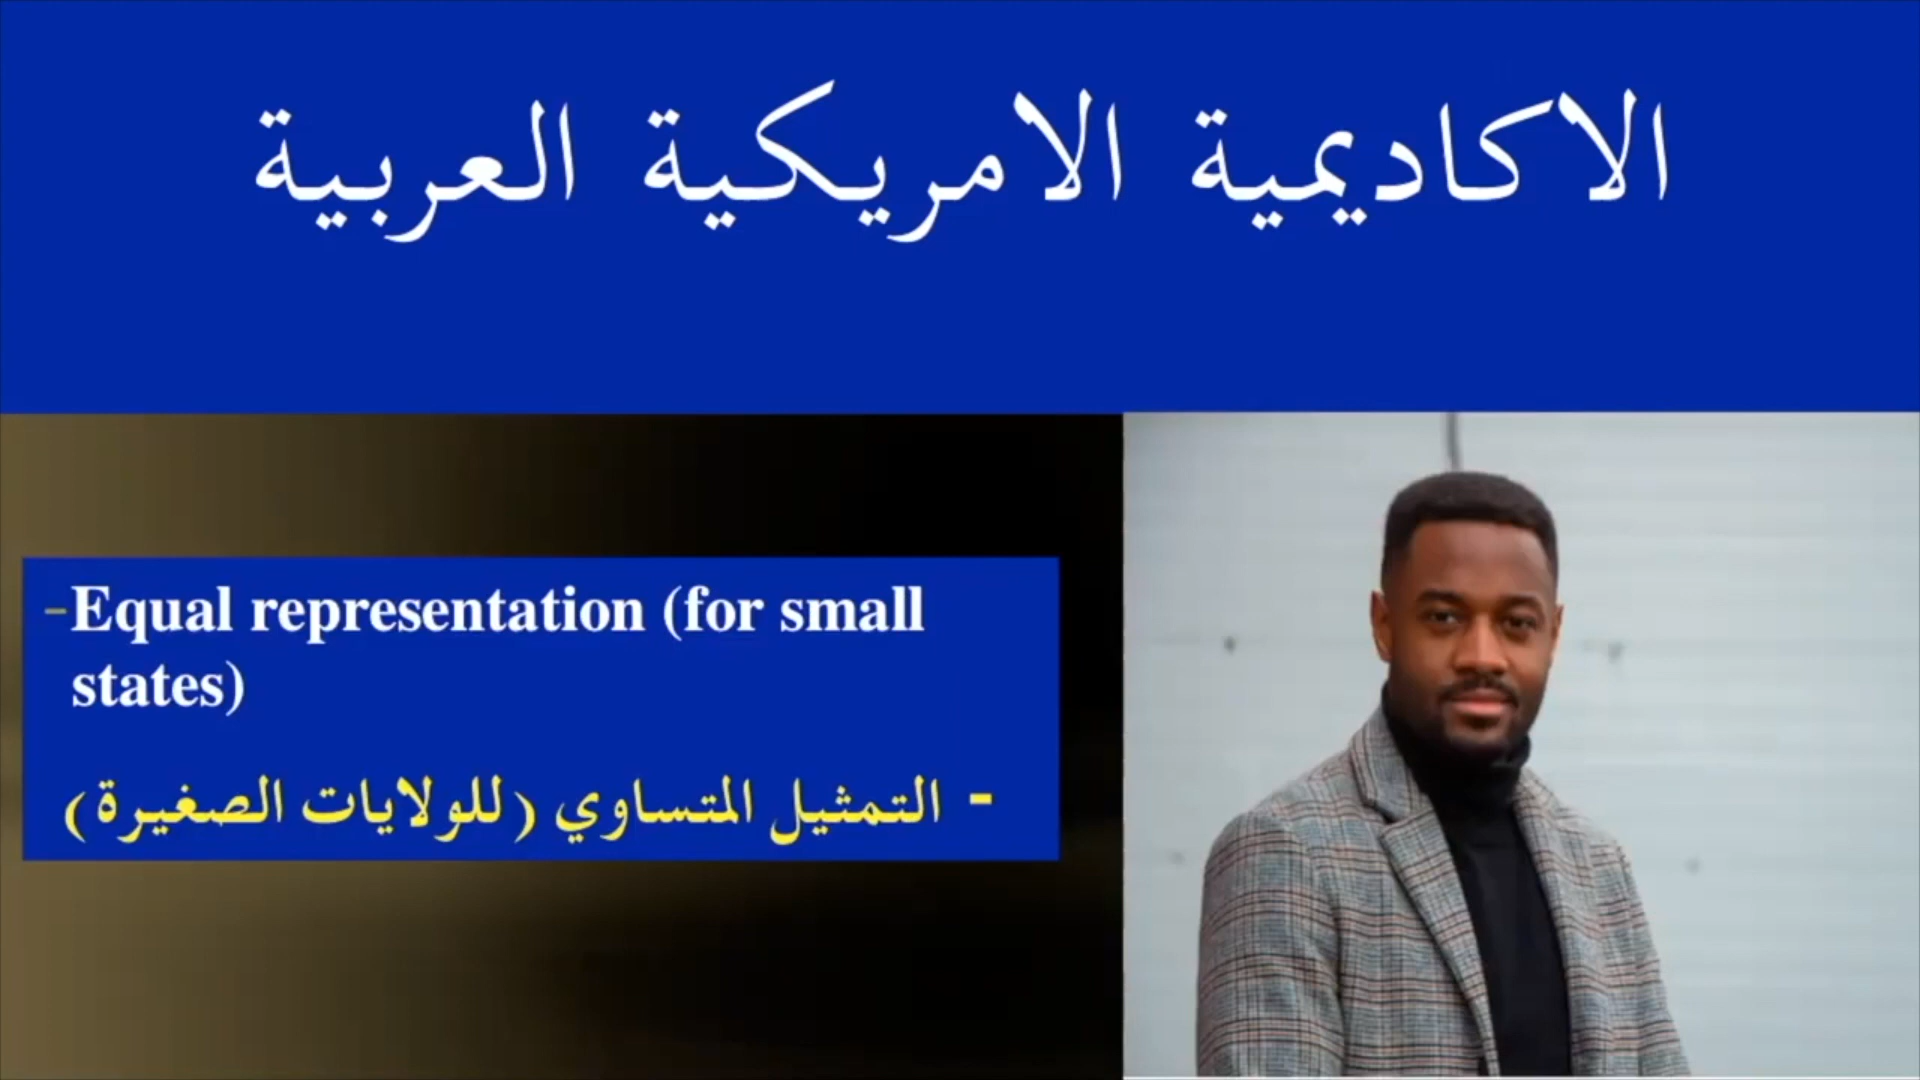 الاكاديمية الامريكية العربية
-Equal representation (for small
states)
- التمثيل المتساوي (للولايات الصغيرة)